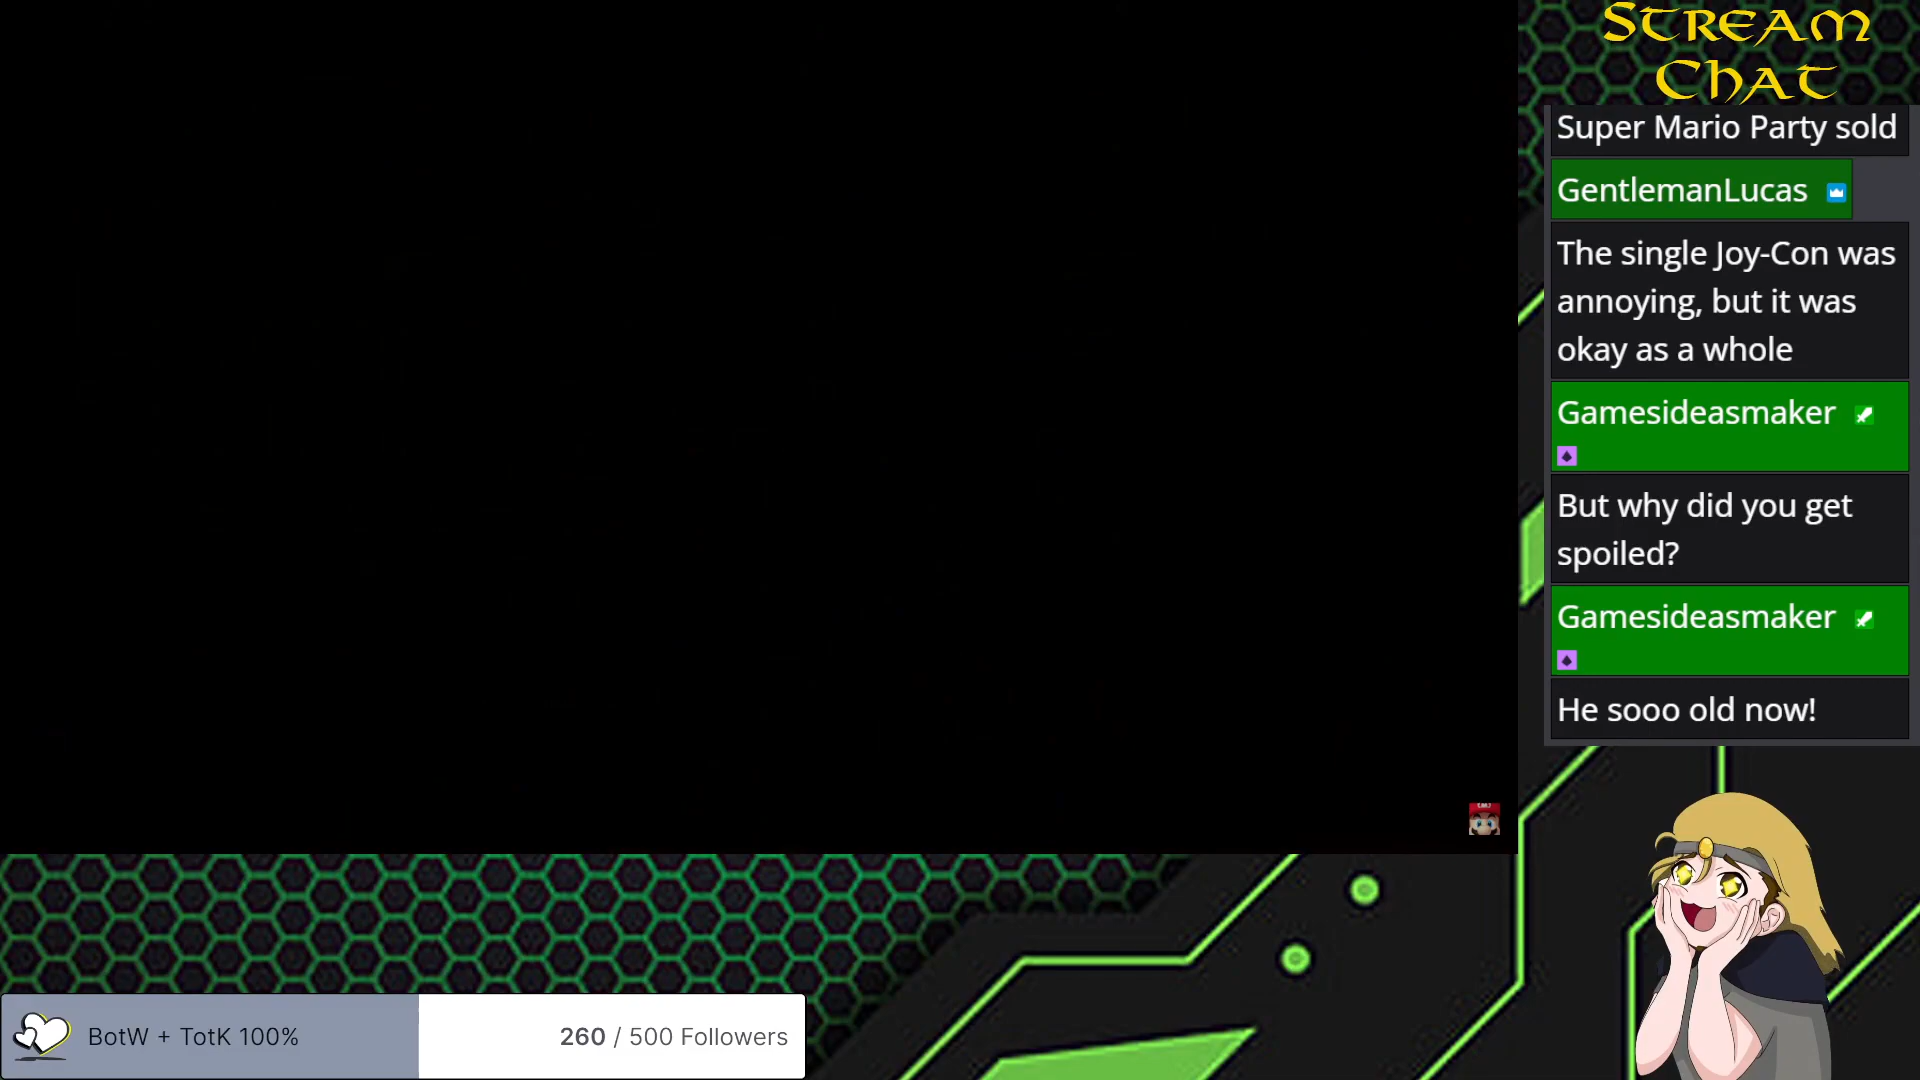 STREAM
CHAT
Super Mario Party sold
GentlemanLucas
The single Joy-Con was
annoying, but it was
okay as a whole
Gamesideasmaker
But why did you get
spoiled?
Gamesideasmaker
He sooo old now!
BotW + TotK 100%
260 / 500 Followers